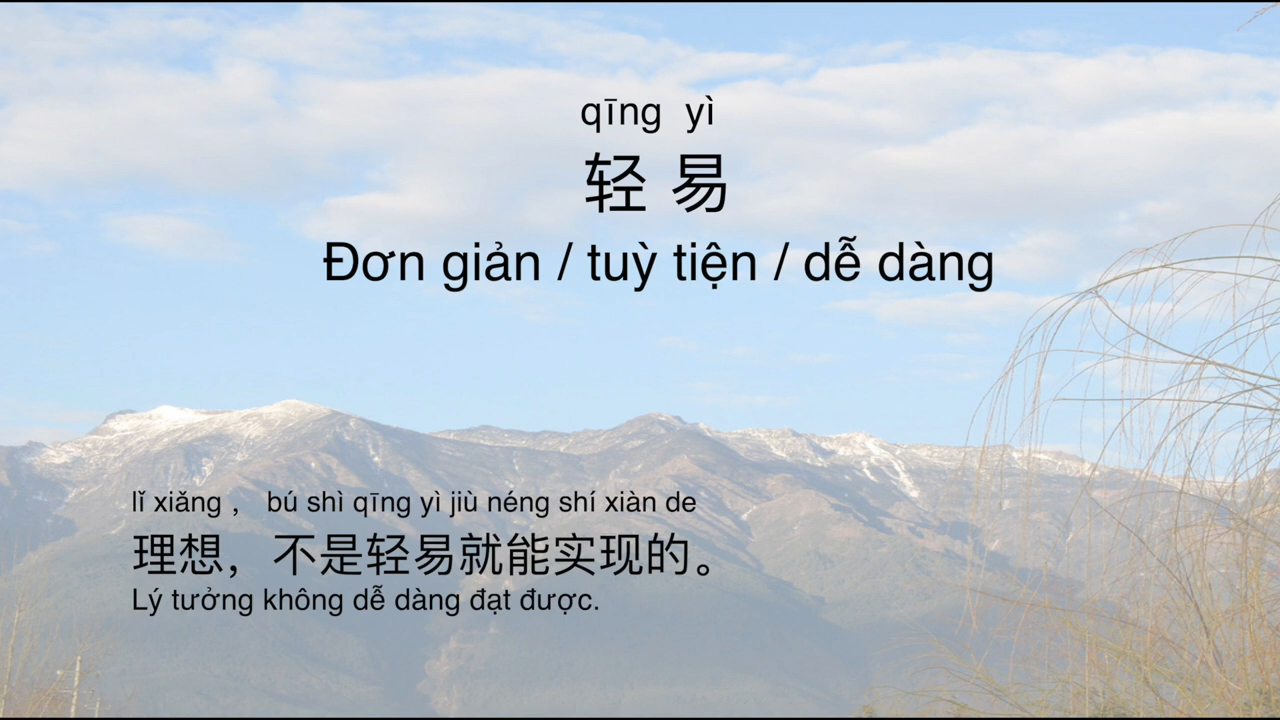 qīng yì
轻易
Đơn giản / tuỳ tiện / dễ dàng
lǐ xiǎng ， bú shì qīng yì jiù néng shí xiàn de
理想，不是轻易就能实现的。
Lý tưởng không dễ dàng đạt được.